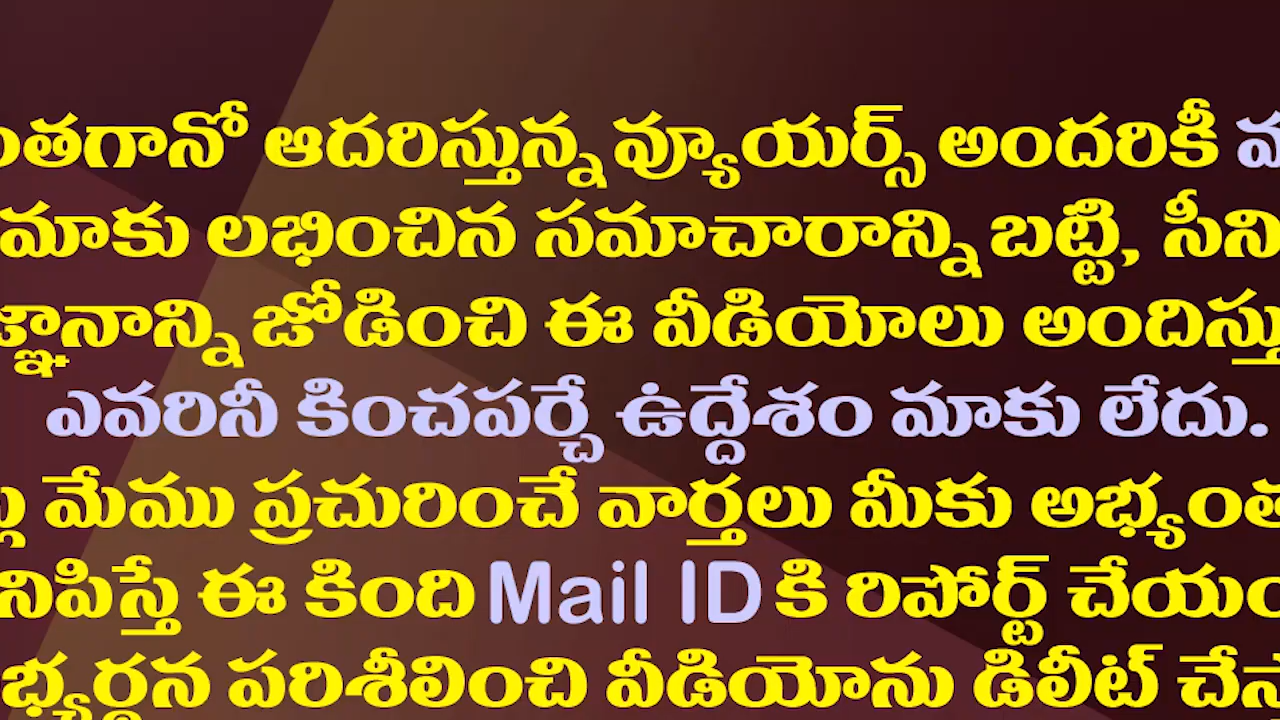 ఆదరిస్తున్న వ్యూయర్స్ అందరికీ
మాకు లభించిన సమాచారాన్ని బట్టి,
జోడించి ఈ వీడియోలు
ఎవరినీ కించపర్చే ఉద్దేశం మాకు లేదు.
మేము ప్రచురించే వార్తలు మీకు
ఈ కింది Mail ID కి రిపోర్ట్
పరిశీలించి వీడియోను డిలీట్